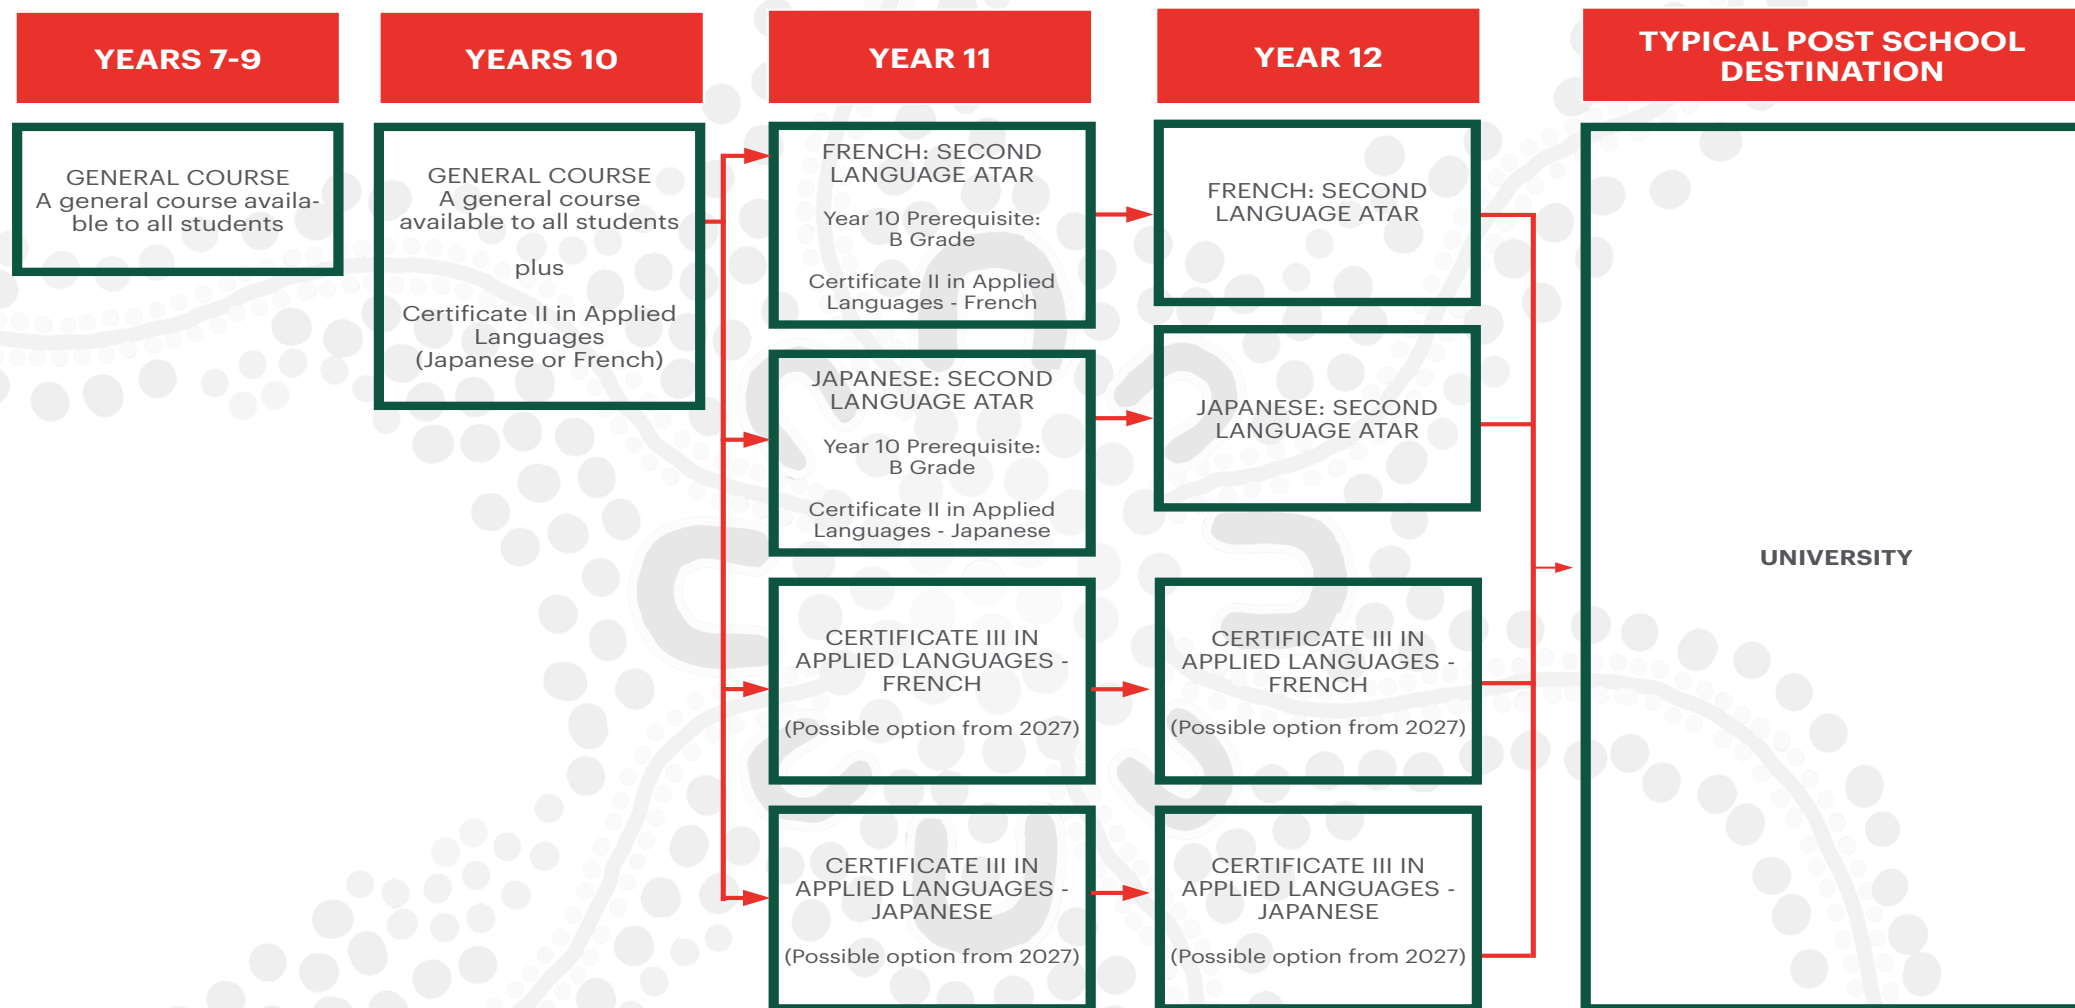 YEARS 7-9
GENERAL COURSE
A general course availa-
ble to all students
YEARS 10
GENERAL COURSE
A general course
available to all students
plus
Certificate II in Applied
Languages
(Japanese or French)
YEAR 11
FRENCH: SECOND
LANGUAGE ATAR
Year 10 Prerequisite:
B Grade
Certificate II in Applied
Languages - French
JAPANESE: SECOND
LANGUAGE ATAR
Year 10 Prerequisite:
B Grade
Certificate II in Applied
Languages - Japanese
CERTIFICATE III IN
APPLIED LANGUAGES -
FRENCH
(Possible option from 2027)
CERTIFICATE III IN
APPLIED LANGUAGES -
JAPANESE
(Possible option from 2027)
YEAR 12
FRENCH: SECOND
LANGUAGE ATAR
JAPANESE: SECOND
LANGUAGE ATAR
CERTIFICATE III IN
APPLIED LANGUAGES -
FRENCH
(Possible option from 2027)
CERTIFICATE III IN
APPLIED LANGUAGES -
JAPANESE
(Possible option from 2027)
TYPICAL POST SCHOOL
DESTINATION
UNIVERSITY